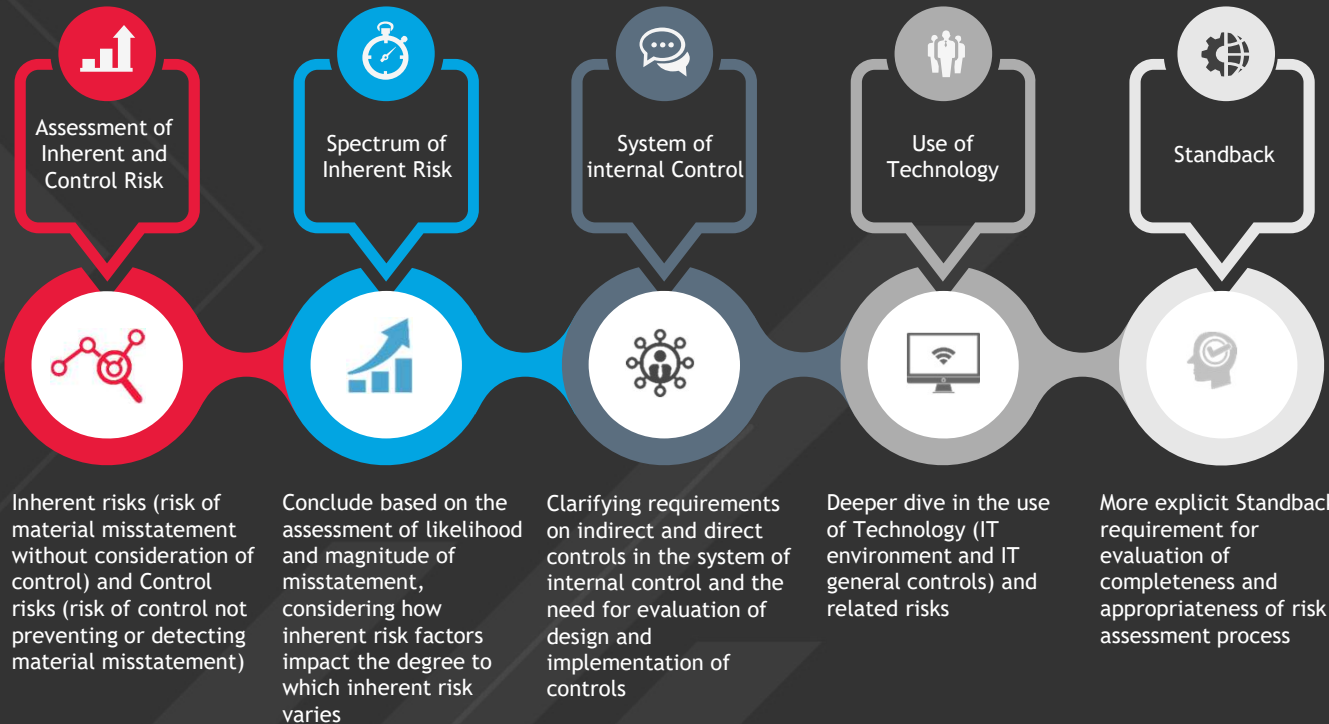 Assessment of
Inherent and
Control Risk
Spectrum of
Inherent Risk
System of
internal Control
Use of
Technology
Standback
Inherent risks (risk of
material misstatement
without consideration of
control) and Control
risks (risk of control not
preventing or detecting
material misstatement)
Conclude based on the
assessment of likelihood
and magnitude of
misstatement,
considering how
inherent risk factors
impact the degree to
which inherent risk
varies
Clarifying requirements
on indirect and direct
controls in the system of
internal control and the
need for evaluation of
design and
implementation of
controls
Deeper dive in the use
of Technology (IT
environment and IT
general controls) and
related risks
More explicit Standback
requirement for
evaluation of
completeness and
appropriateness of risk
assessment process